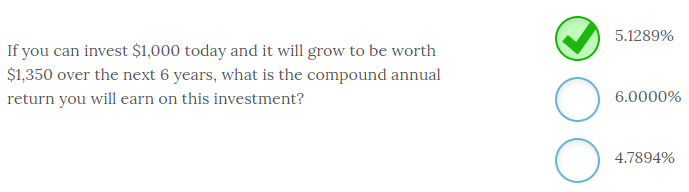 If you can invest $1,000 today and it will grow to be worth
$1,350 over the next 6 years, what is the compound annual
return you will earn on this investment?
5.1289%
6.0000%
4.7894%